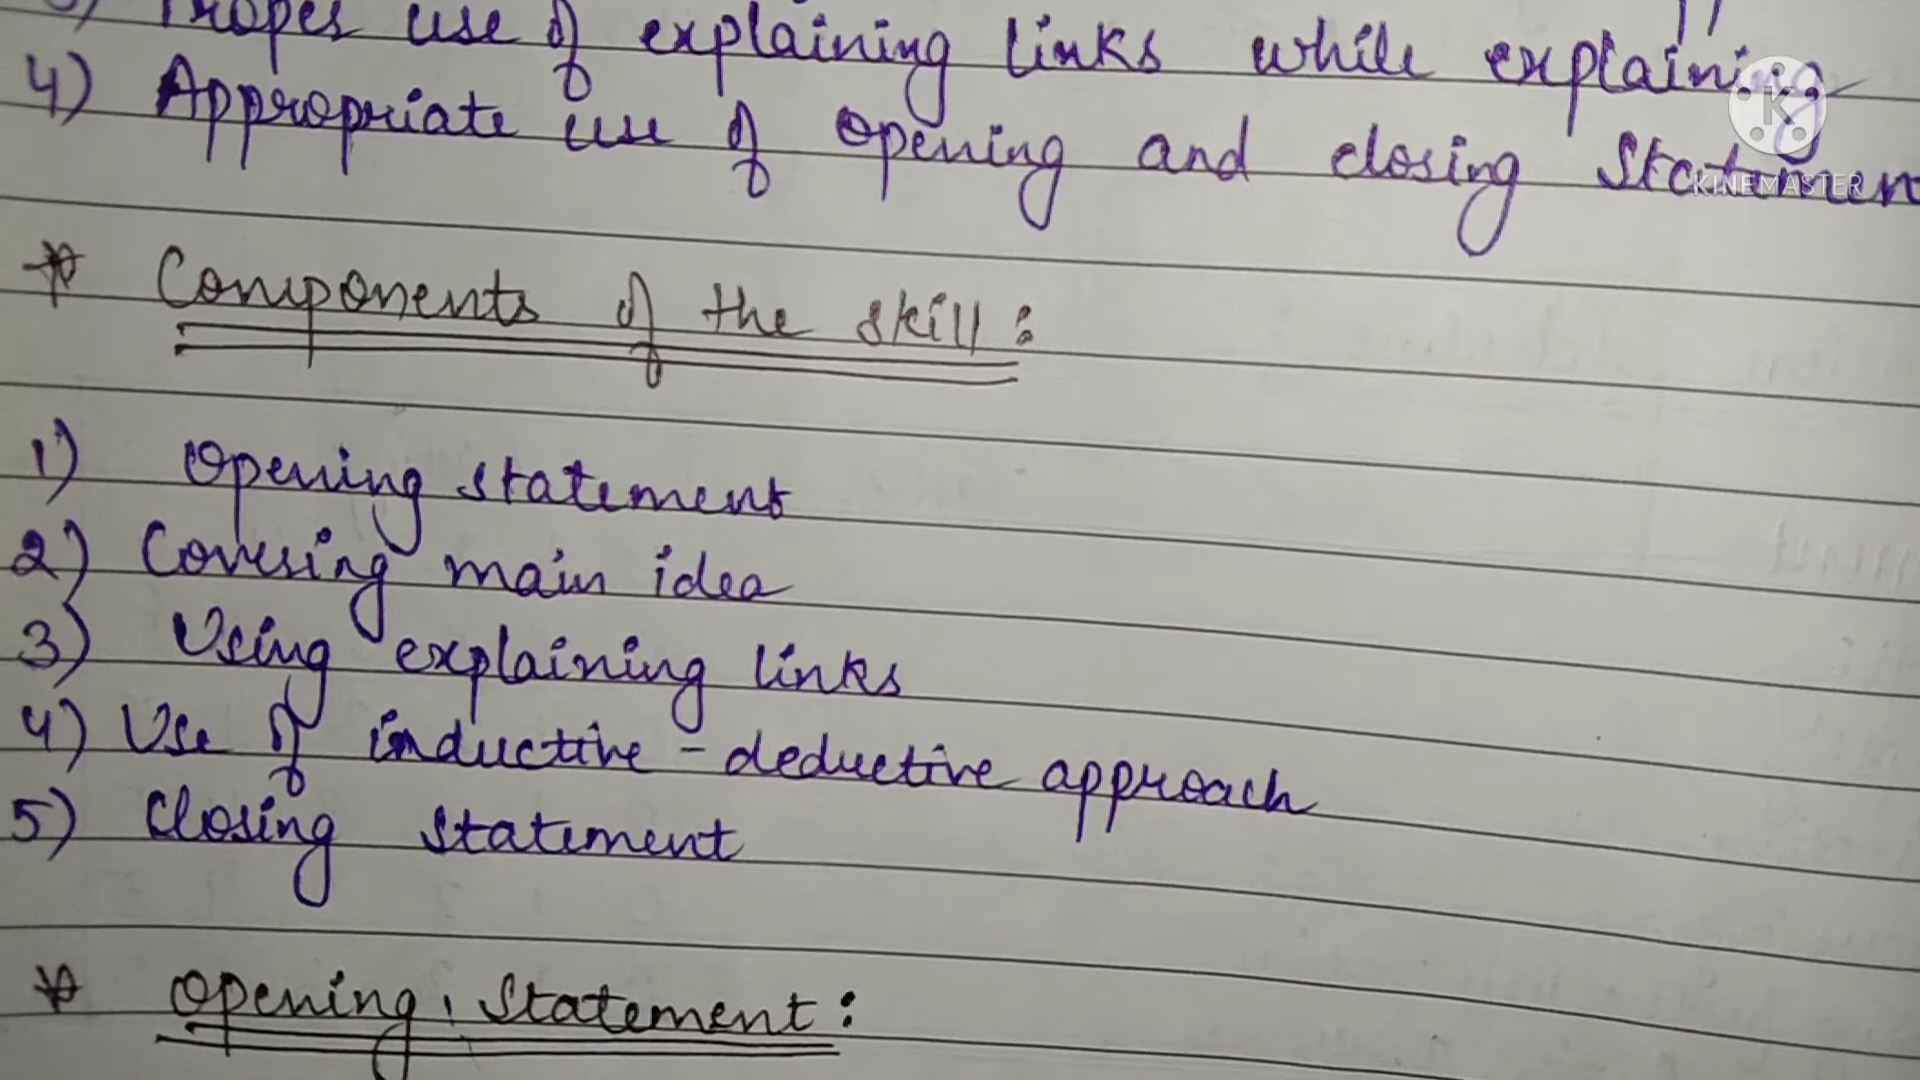 3) Proper use of explaining links while explaining
4) Appropriate use of opening and closing Statemen
* Components of the skill:
1) Opening statement
2) Covering main idea
3) Using explaining links
4) Use of inductive - deductive approach
5) Closing statement
* Opening Statement:
KINEMASTER